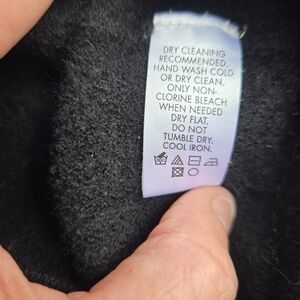 DRY CLEANING
RECOMMENDED.
HAND WASH COLD
OR DRY CLEAN.
ONLY NON-
CLORINE BLEACH
WHEN NEEDED
DRY FLAT.
DO NOT
TUMBLE DRY.
COOL IRON.